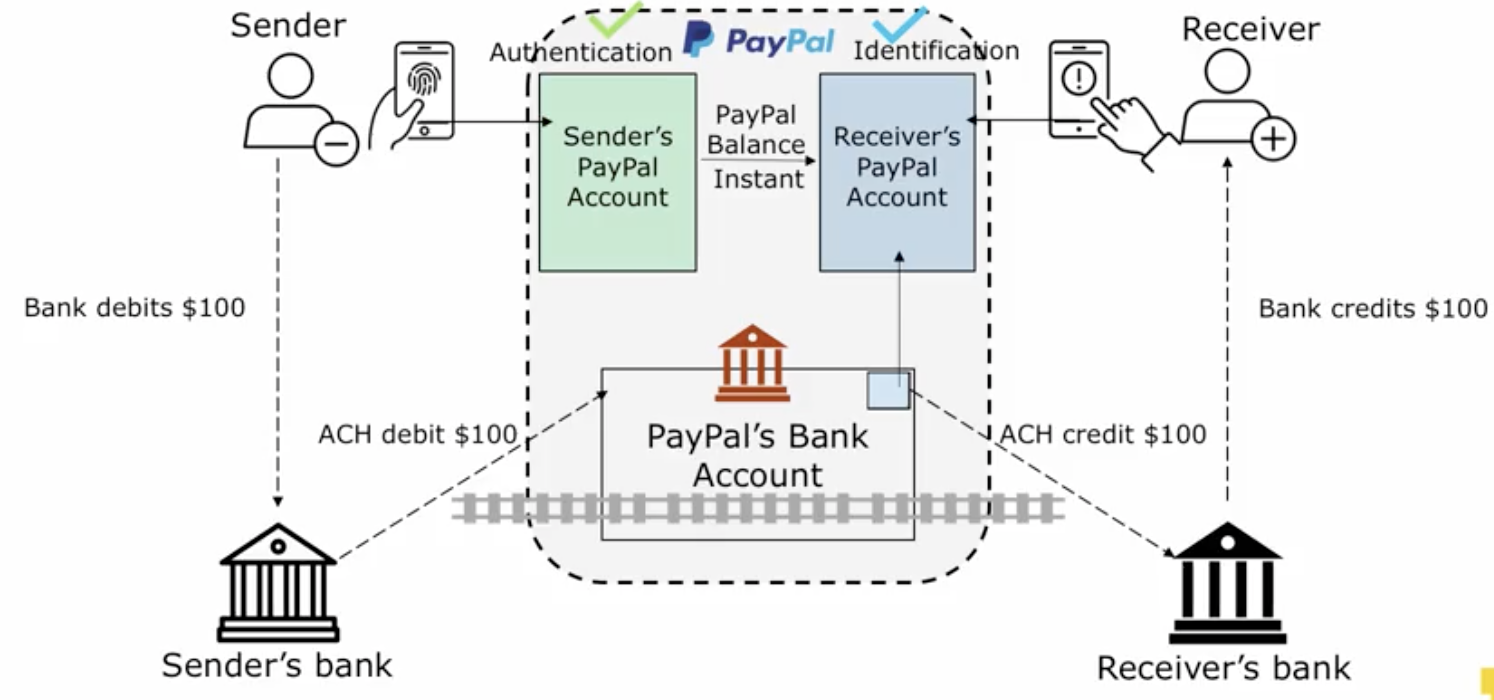 Sender
Receiver
Authentication
PayPal
Identification
Sender's
PayPal
Account
PayPal
Balance
Instant
Receiver's
PayPal
Account
Bank debits $100
Bank credits $100
ACH debit $100
PayPal's Bank
Account
ACH credit $100
Sender's bank
Receiver's bank